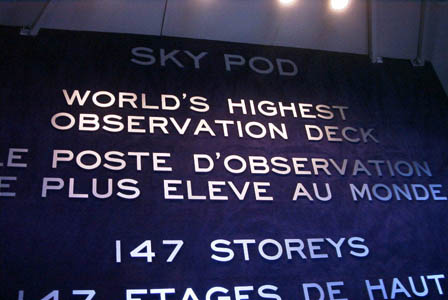 SKY POD
WORLD'S HIGHEST
OBSERVATION DECK
LE POSTE D'OBSERVATION
E PLUS ELEVE AU MONDE
147 STOREYS
147 ETAGES DE HAUT